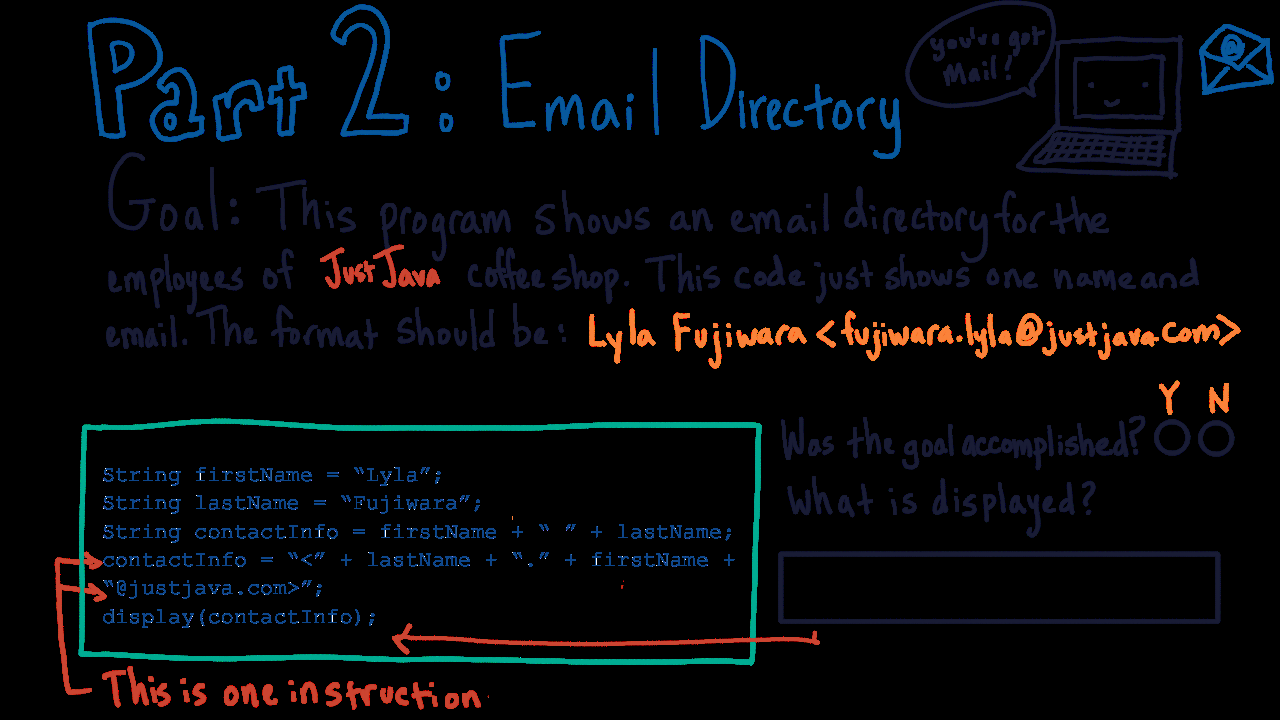 Part 2: Email Directory
you've got
Mail!
@
Goal: This program shows an email directory for the
employees of JustJava coffee shop. This code just shows one name and
email. The format should be: Lyla Fujiwara <fujiwara.lyla@justjava.com>
Y N
Was the goal accomplished?
What is displayed?
String firstName = “Lyla”;
String lastName = “Fujiwara”;
String contactInfo = firstName + “ ” + lastName;
contactInfo = “<” + lastName + “.” + firstName +
“@justjava.com>”;
display(contactInfo);
This is one instruction